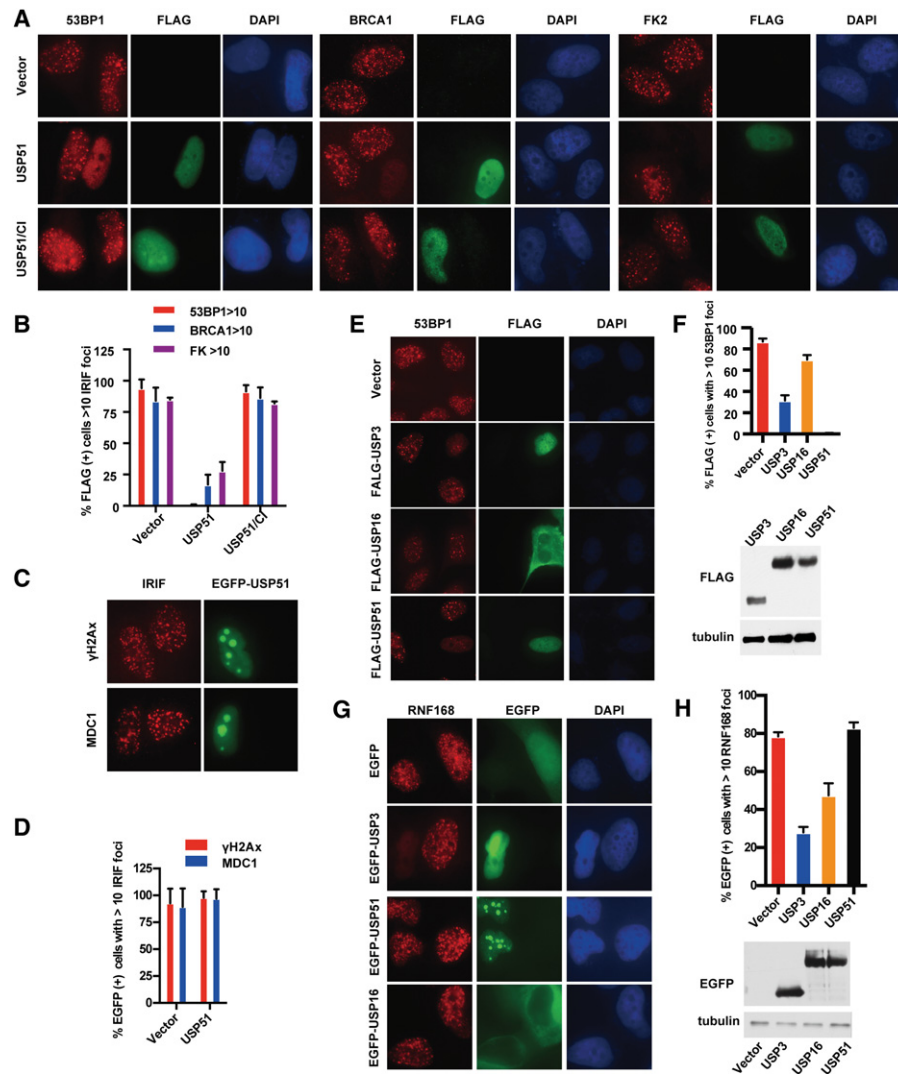 A
53BP1 FLAG DAPI BRCA1 FLAG DAPI FK2 FLAG DAPI
Vector
USP51
USP51/CI
B
53BP1>10
BRCA1>10
FK >10
% FLAG (+) cells >10 IRIF foci
100
75
50
25
0
Vector
USP51
USP51/CI
C
IRIF EGFP-USP51
γH2Ax
MDC1
D
γH2Ax
MDC1
% EGFP (+) cells with > 10 IRIF foci
125
100
75
50
25
0
Vector
USP51
E
53BP1 FLAG DAPI
Vector
FALG-USP3
FLAG-USP16
FLAG-USP51
F
% FLAG (+) cells with > 10 53BP1 foci
100
80
60
40
20
0
vector
USP3
USP16
USP51
USP3
USP16
USP51
FLAG
tubulin
G
RNF168 EGFP DAPI
EGFP
EGFP-USP3
EGFP-USP51
EGFP-USP16
H
% EGFP (+) cells with > 10 RNF168 foci
100
80
60
40
20
0
Vector
USP3
USP16
USP51
EGFP
tubulin
Vector
USP3
USP16
USP51